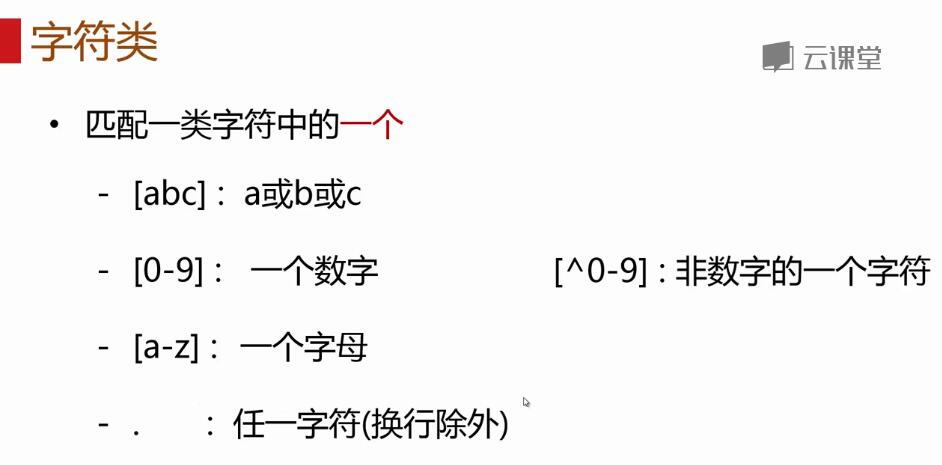 字符类
云课堂
• 匹配一类字符中的一个
- [abc]：a或b或c
- [0-9]： 一个数字 [^0-9]：非数字的一个字符
- [a-z]： 一个字母
- . ： 任一字符(换行除外)